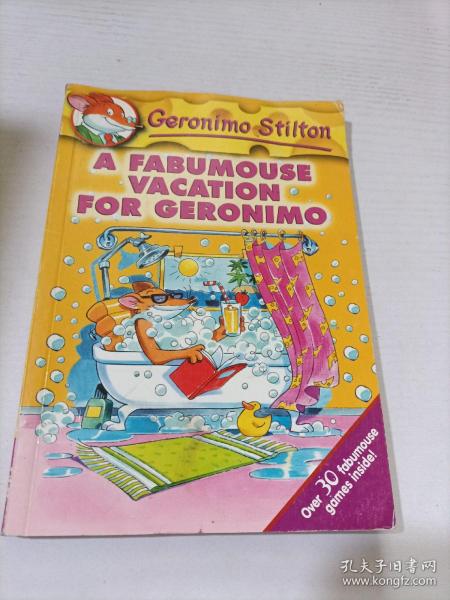 Geronimo Stilton
A FABUMOUSE
VACATION
FOR GERONIMO
Over 30 fabumouse
games inside!
孔夫子旧书网
www.kongfz.com